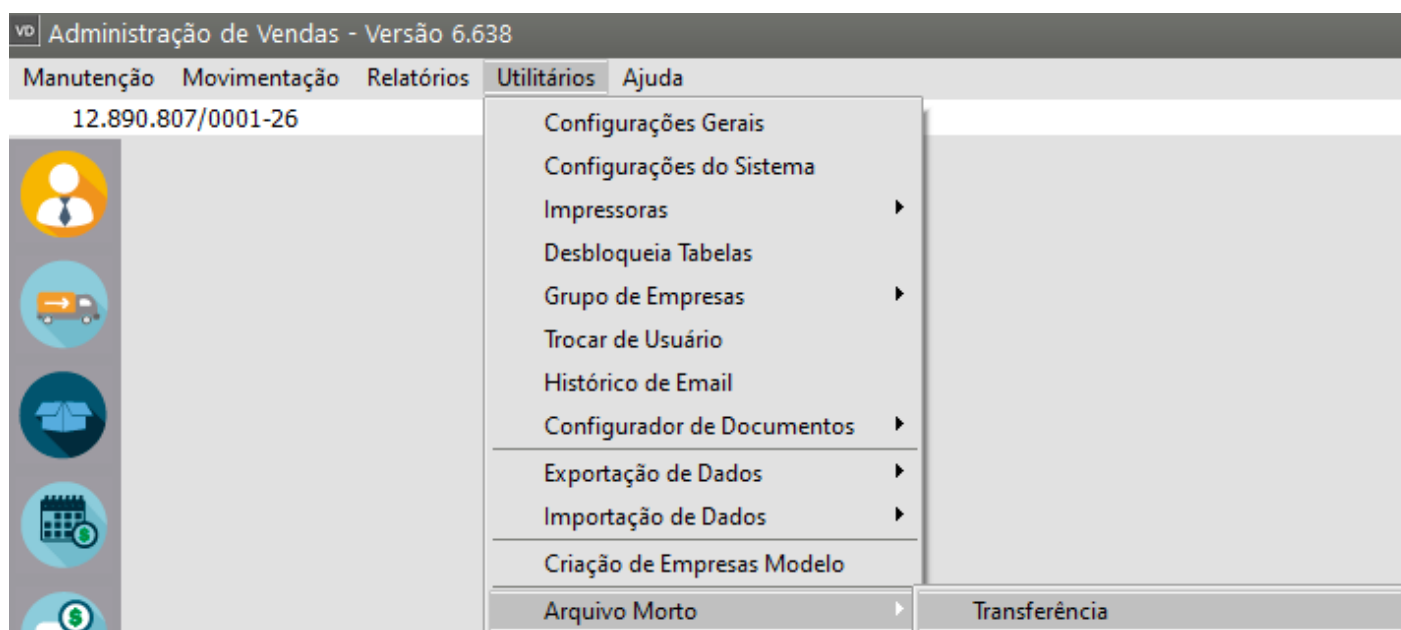 VD Administração de Vendas - Versão 6.638
Manutenção Movimentação Relatórios Utilitários Ajuda
12.890.807/0001-26
Configurações Gerais
Configurações do Sistema
Impressoras
Desbloqueia Tabelas
Grupo de Empresas
Trocar de Usuário
Histórico de Email
Configurador de Documentos
Exportação de Dados
Importação de Dados
Criação de Empresas Modelo
Arquivo Morto Transferência